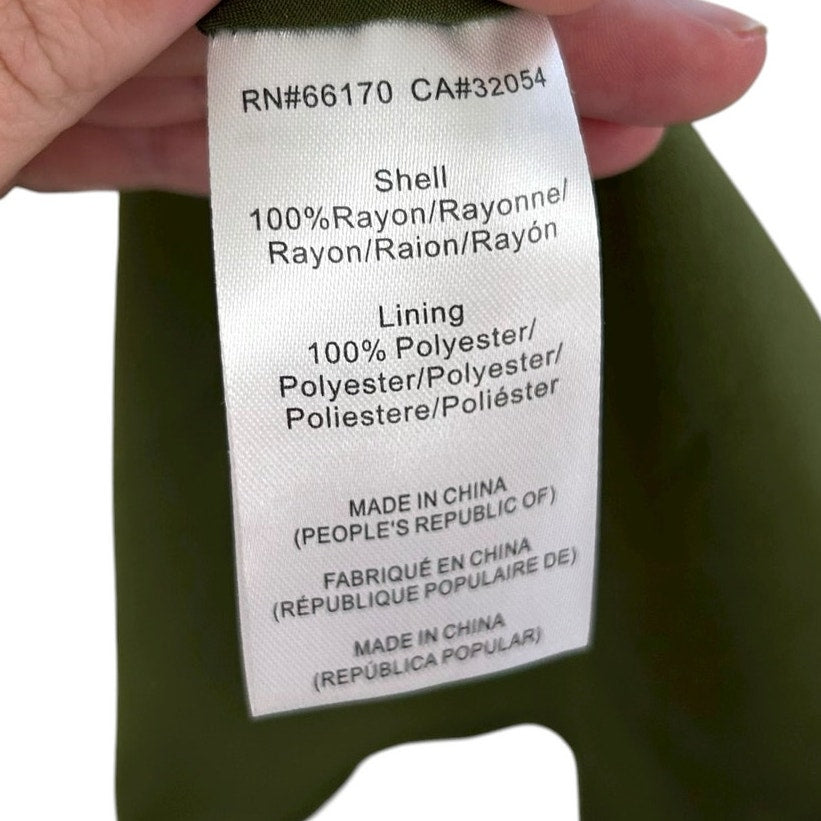 RN#66170 CA#32054
Shell
100%Rayon/Rayonne/
Rayon/Raion/Rayón
Lining
100% Polyester/
Polyester/Polyester/
Poliestere/Poliéster
MADE IN CHINA
(PEOPLE'S REPUBLIC OF)
FABRIQUÉ EN CHINA
(RÉPUBLIQUE POPULAIRE DE)
MADE IN CHINA
(REPÚBLICA POPULAR)